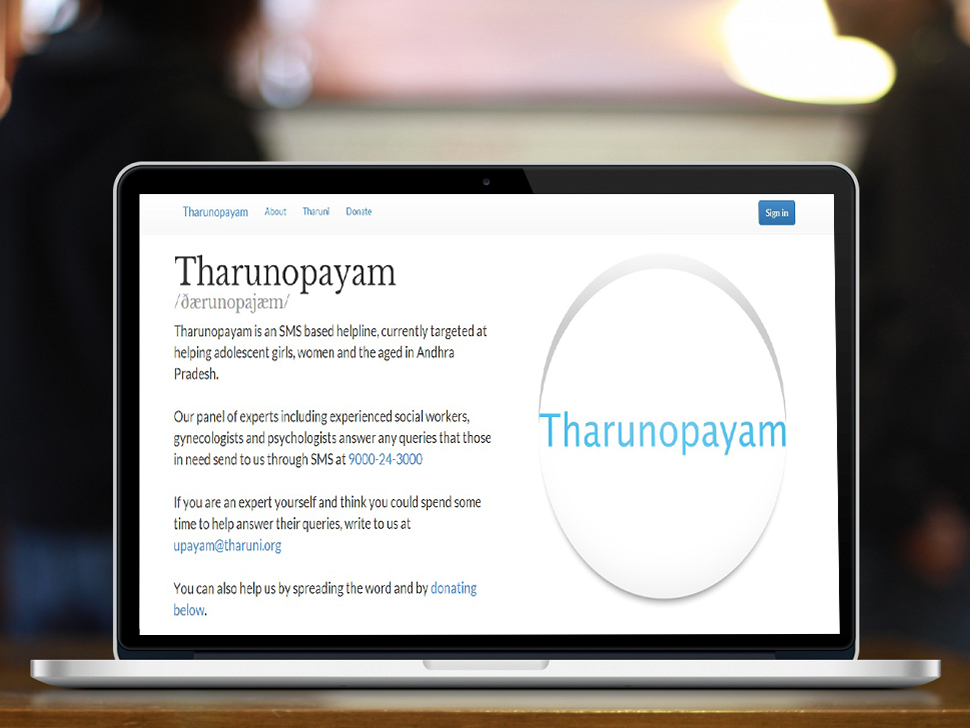 Tharunopayam About Tharuni Donate Sign in
Tharunopayam
/ðærunopajæm/
Tharunopayam is an SMS based helpline, currently targeted at
helping adolescent girls, women and the aged in Andhra
Pradesh.
Our panel of experts including experienced social workers,
gynecologists and psychologists answer any queries that those
in need send to us through SMS at 9000-24-3000
If you are an expert yourself and think you could spend some
time to help answer their queries, write to us at
upayam@tharuni.org
You can also help us by spreading the word and by donating
below.
Tharunopayam